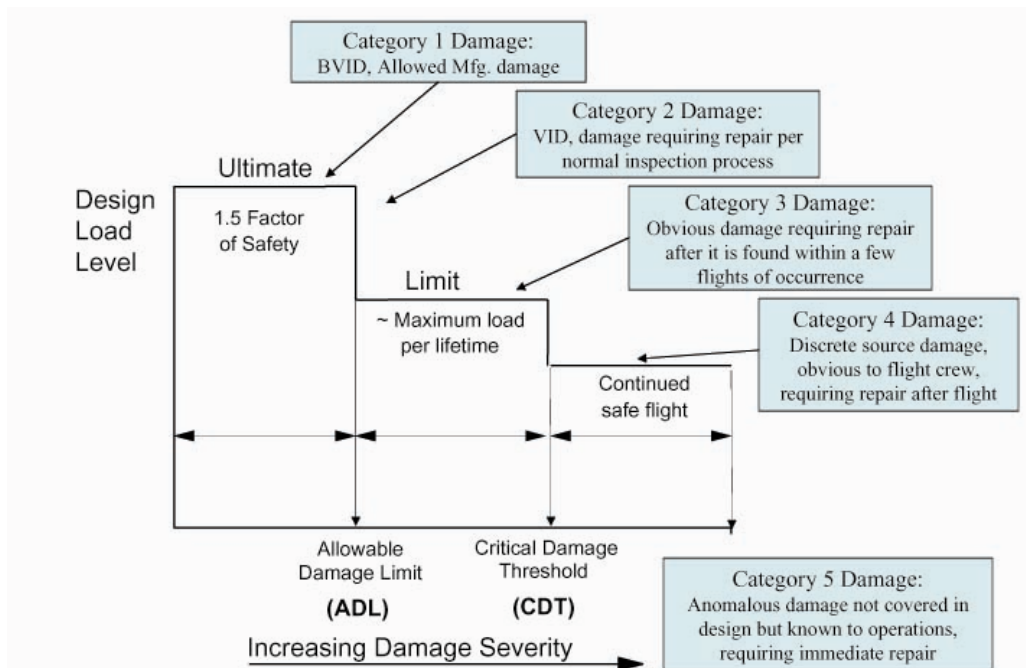 Category 1 Damage:
BVID, Allowed Mfg. damage
Category 2 Damage:
VID, damage requiring repair per
normal inspection process
Ultimate
Design
Load
Level
1.5 Factor
of Safety
Category 3 Damage:
Obvious damage requiring repair
after it is found within a few
flights of occurrence
Limit
~ Maximum load
per lifetime
Category 4 Damage:
Discrete source damage,
obvious to flight crew,
requiring repair after flight
Continued
safe flight
Allowable
Damage Limit
(ADL)
Critical Damage
Threshold
(CDT)
Category 5 Damage:
Anomalous damage not covered in
design but known to operations,
requiring immediate repair
Increasing Damage Severity